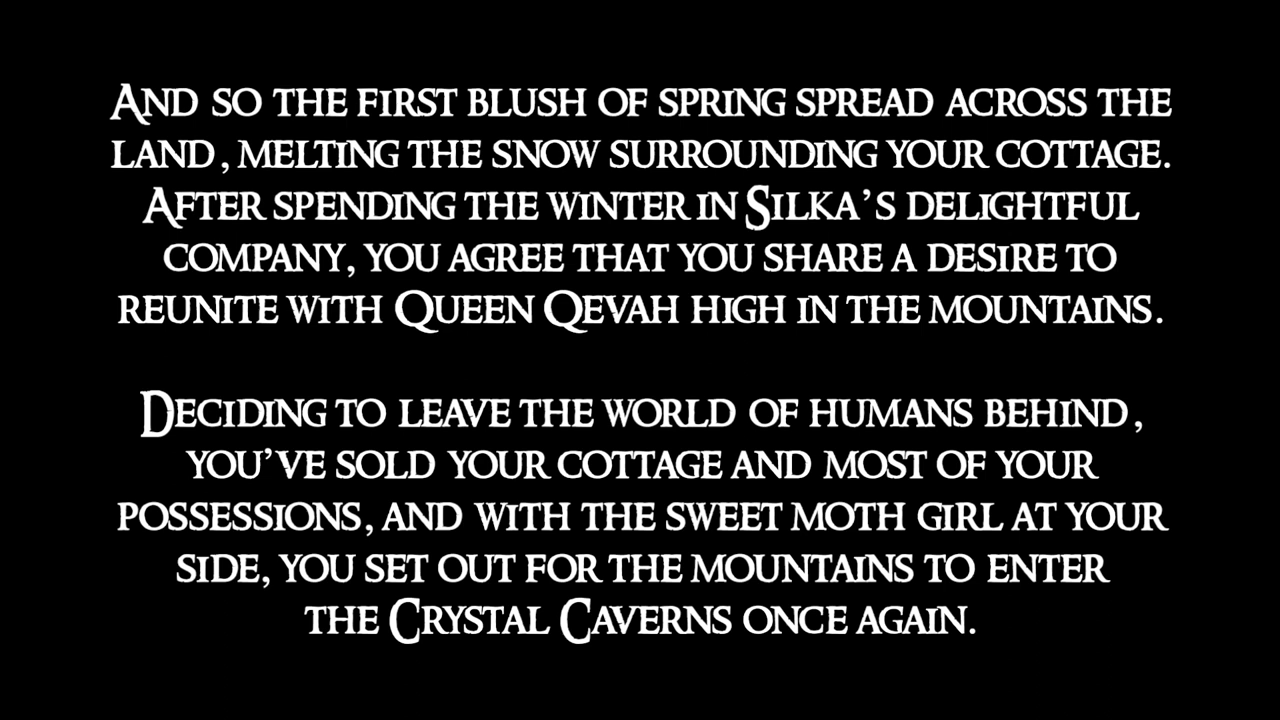 And so the first blush of spring spread across the
land, melting the snow surrounding your cottage.
After spending the winter in Silka's delightful
company, you agree that you share a desire to
reunite with Queen Qevah high in the mountains.
Deciding to leave the world of humans behind,
you've sold your cottage and most of your
possessions, and with the sweet moth girl at your
side, you set out for the mountains to enter
the Crystal Caverns once again.